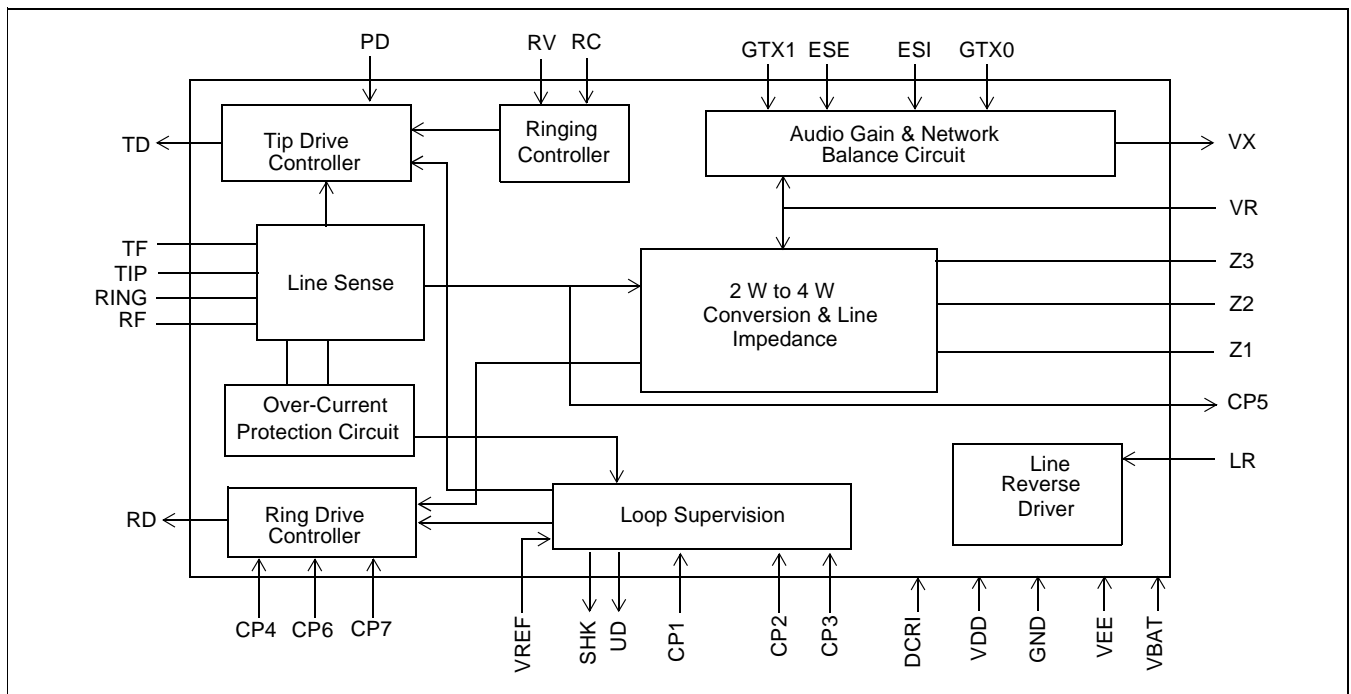 PD
RV
RC
GTX1
ESE
ESI
GTX0
TD
Tip Drive
Controller
Ringing
Controller
Audio Gain & Network
Balance Circuit
VX
VR
TF
TIP
RING
RF
Line Sense
2 W to 4 W
Conversion & Line
Impedance
Z3
Z2
Z1
Over-Current
Protection Circuit
CP5
Line
Reverse
Driver
LR
RD
Ring Drive
Controller
Loop Supervision
CP4
CP6
CP7
VREF
SHK
UD
CP1
CP2
CP3
DCRI
VDD
GND
VEE
VBAT